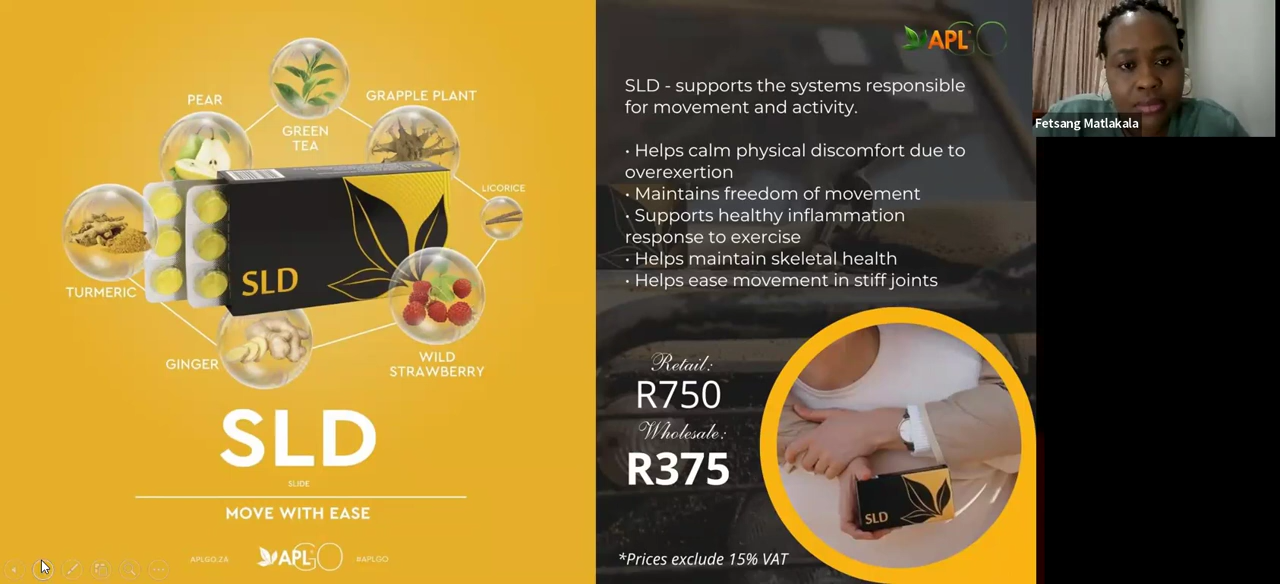 PEAR
GREEN
TEA
GRAPPLE PLANT
LICORICE
TURMERIC
SLD
GINGER
WILD
STRAWBERRY
SLD
SLIDE
MOVE WITH EASE
APLGO.ZA
APLGO
#APLGO
APLGO
SLD - supports the systems responsible
for movement and activity.
• Helps calm physical discomfort due to
overexertion
• Maintains freedom of movement
• Supports healthy inflammation
response to exercise
• Helps maintain skeletal health
• Helps ease movement in stiff joints
Retail:
R750
Wholesale:
R375
SLD
*Prices exclude 15% VAT
Fetsang Matlakala